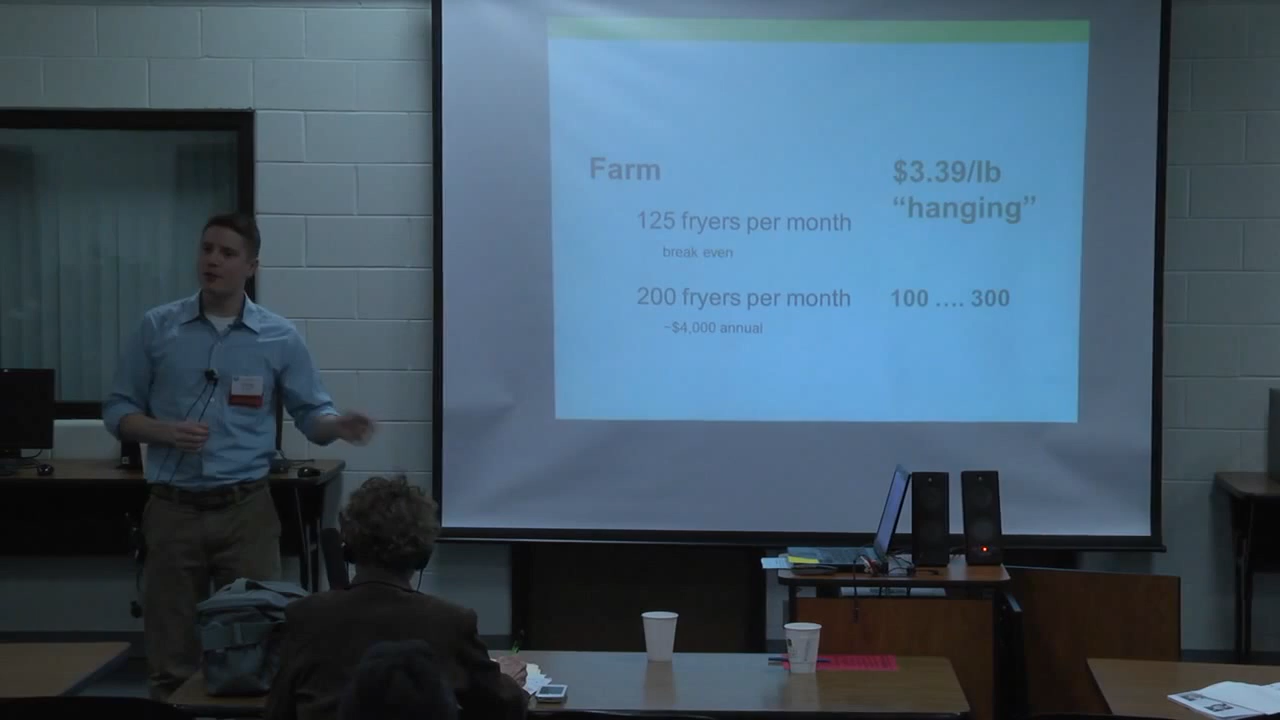 Farm
$3.39/lb
“hanging”
125 fryers per month
break even
200 fryers per month
100 .... 300
~$4,000 annual